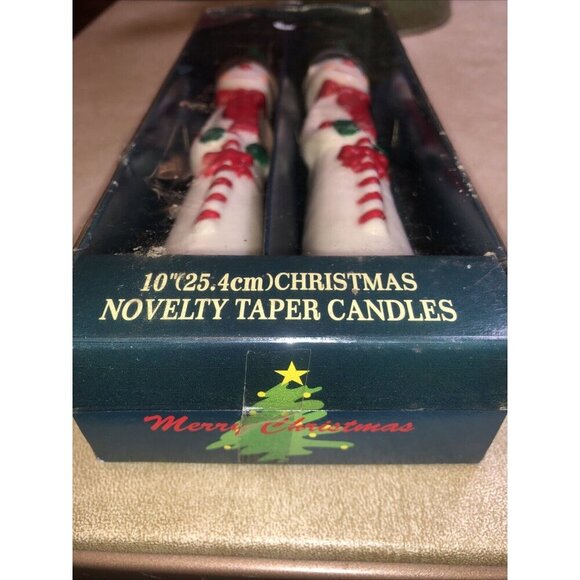 10"(25.4cm)CHRISTMAS
NOVELTY TAPER CANDLES
Merry Christmas